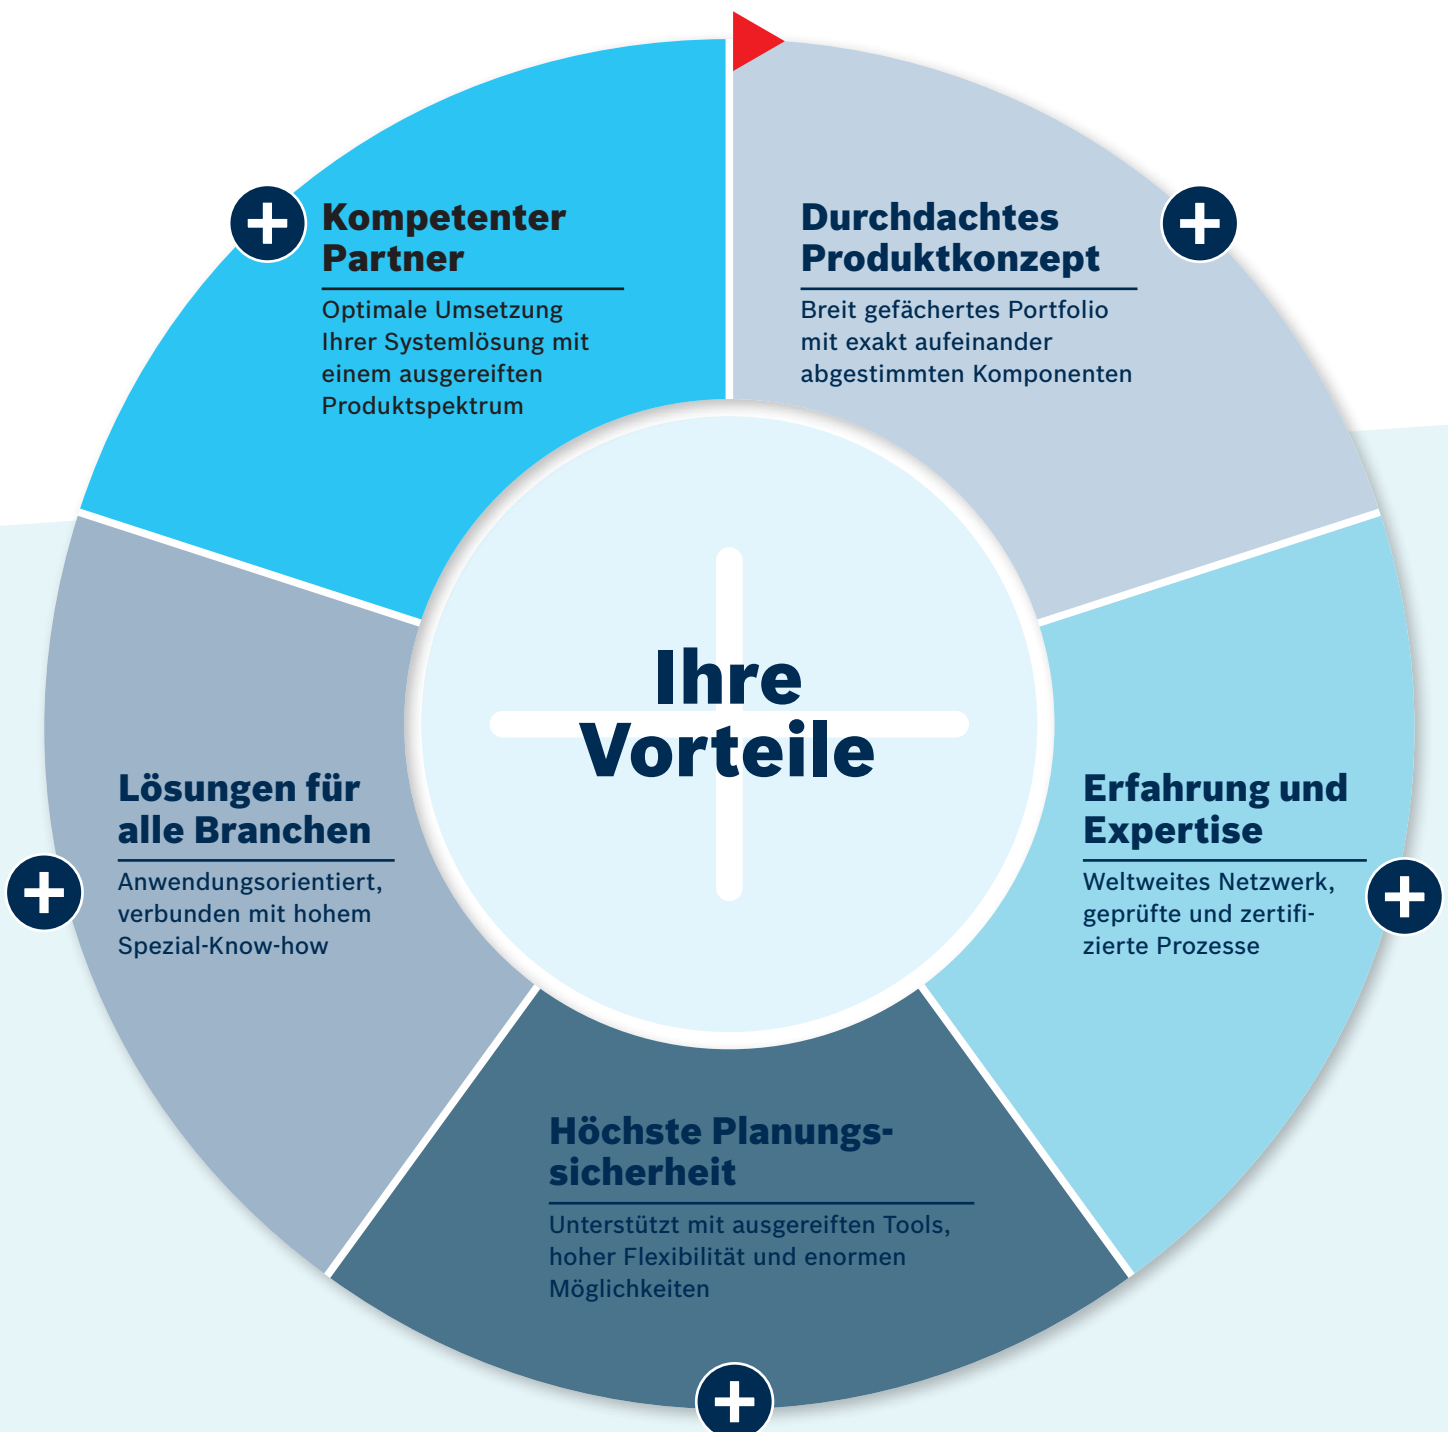 Kompetenter
Partner
Optimale Umsetzung
Ihrer Systemlösung mit
einem ausgereiften
Produktspektrum
Durchdachtes
Produktkonzept
Breit gefächertes Portfolio
mit exakt aufeinander
abgestimmten Komponenten
Ihre
Vorteile
Lösungen für
alle Branchen
Anwendungsorientiert,
verbunden mit hohem
Spezial-Know-how
Erfahrung und
Expertise
Weltweites Netzwerk,
geprüfte und zertifi-
zierte Prozesse
Höchste Planungs-
sicherheit
Unterstützt mit ausgereiften Tools,
hoher Flexibilität und enormen
Möglichkeiten